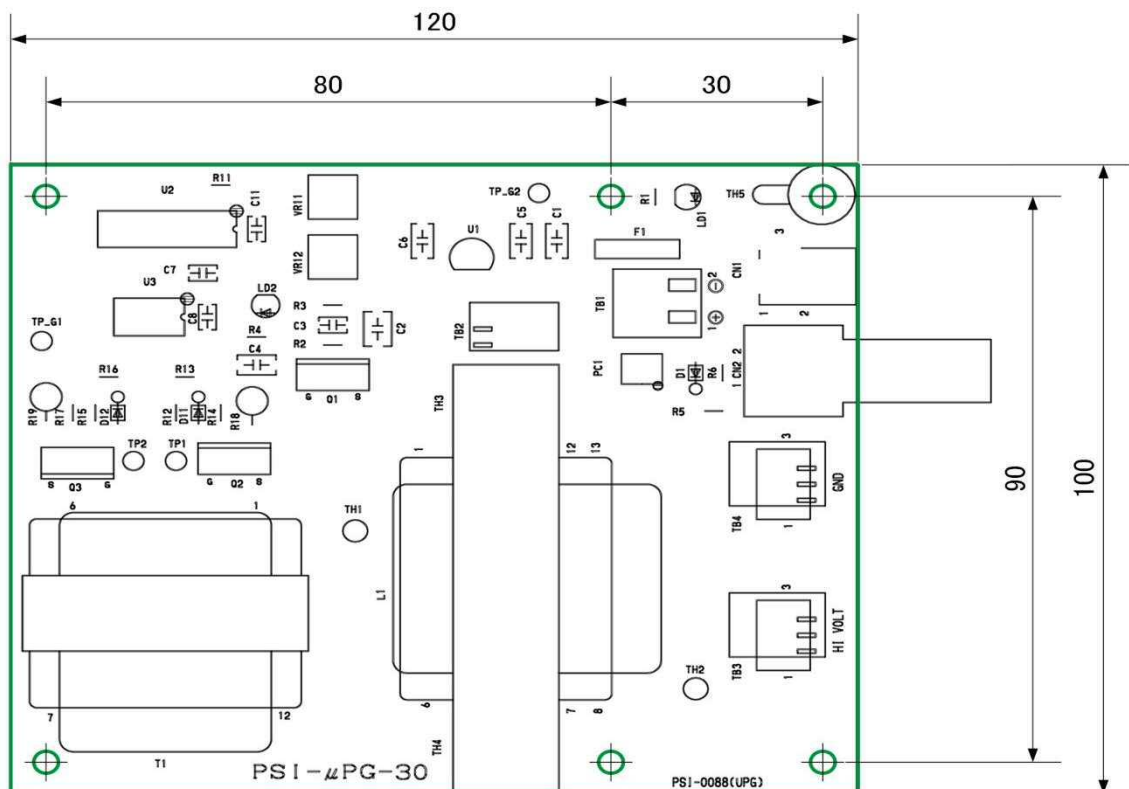 120
80
30
R11
U2
C11
VR11
TP_G2
C6
U1
C5
C1
R1
LD1
TH5
F1
3
CN1
VR12
C7
U3
LD2
C8
TP_G1
R3
C3
R2
C2
R4
C4
TB2
TB1
2
1
1
2
PC1
D1
R6
1 CN2 2
R5
R16
R13
R19
R17
R15
D12
R12
D11
R14
R18
G Q1 S
TH3
TP2
TP1
S Q3 G
G Q2 S
1
12
13
3
GND
TB4
1
90
100
6
1
TH1
L1
3
HI VOLT
TB3
1
TH2
6
7
8
7
12
T1
TH4
PSI-μPG-30
PSI-0088(UPG)